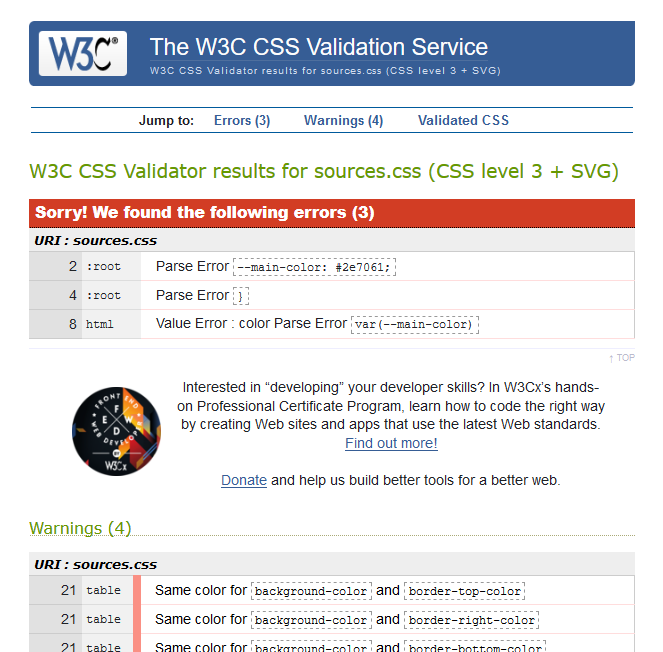 W3C®
The W3C CSS Validation Service
W3C CSS Validator results for sources.css (CSS level 3 + SVG)
Jump to: Errors (3) Warnings (4) Validated CSS
W3C CSS Validator results for sources.css (CSS level 3 + SVG)
Sorry! We found the following errors (3)
URI : sources.css
2 :root Parse Error --main-color: #2e7061;
4 :root Parse Error }
8 html Value Error : color Parse Error var(--main-color)
↑ TOP
FRONT END
WEB DEVELOPER
F
E W
D
W3Cx
Interested in “developing” your developer skills? In W3Cx’s hands-
on Professional Certificate Program, learn how to code the right way
by creating Web sites and apps that use the latest Web standards.
Find out more!
Donate and help us build better tools for a better web.
Warnings (4)
URI : sources.css
21 table Same color for background-color and border-top-color
21 table Same color for background-color and border-right-color
21 table Same color for background-color and border-bottom-color